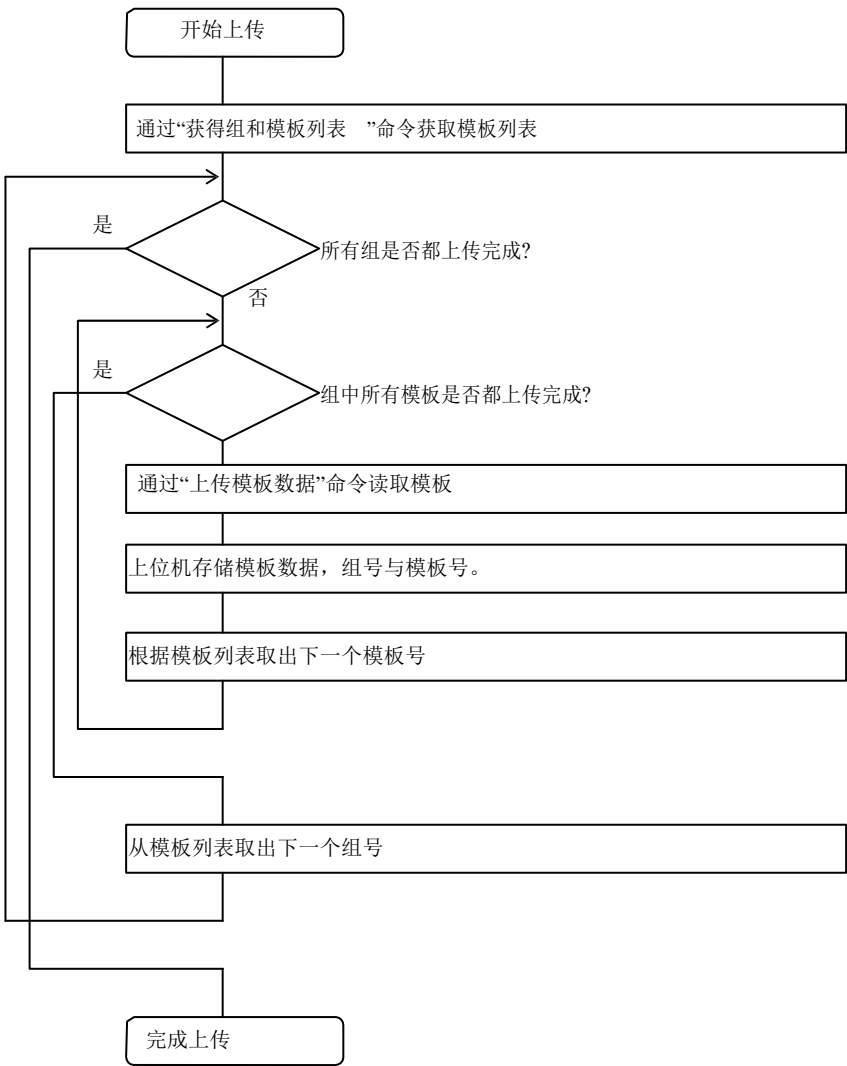 开始上传
通过“获得组和模板列表 ”命令获取模板列表
是
所有组是否都上传完成?
否
是
组中所有模板是否都上传完成?
通过“上传模板数据”命令读取模板
上位机存储模板数据，组号与模板号。
根据模板列表取出下一个模板号
从模板列表取出下一个组号
完成上传